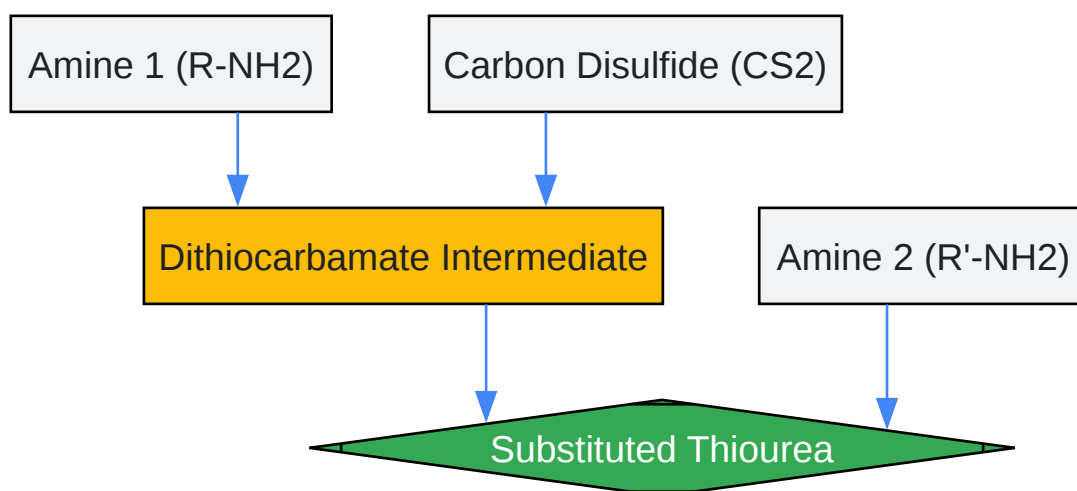 Amine 1 (R-NH2)
Carbon Disulfide (CS2)
Dithiocarbamate Intermediate
Amine 2 (R'-NH2)
Substituted Thiourea